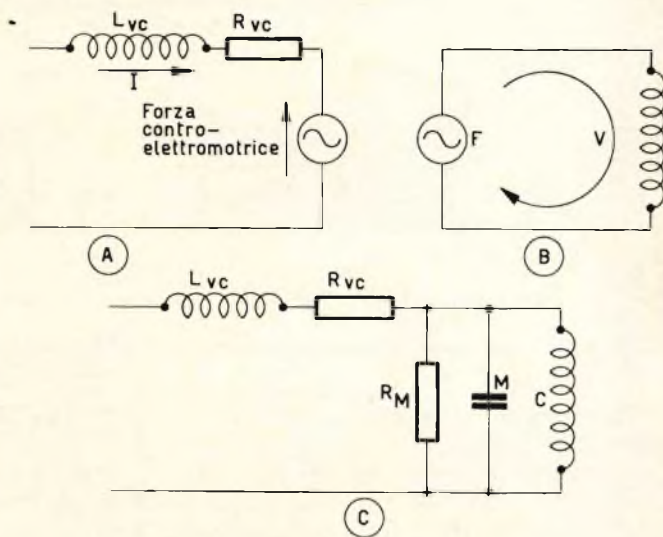 Lvc Rvc
I
Forza
contro-
elettromotrice
F V
A B
Lvc Rvc
RM M C
C